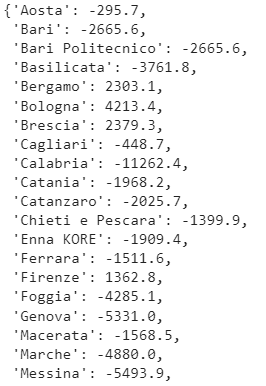 {'Aosta': -295.7,
'Bari': -2665.6,
'Bari Politecnico': -2665.6,
'Basilicata': -3761.8,
'Bergamo': 2303.1,
'Bologna': 4213.4,
'Brescia': 2379.3,
'Cagliari': -448.7,
'Calabria': -11262.4,
'Catania': -1968.2,
'Catanzaro': -2025.7,
'Chieti e Pescara': -1399.9,
'Enna KORE': -1909.4,
'Ferrara': -1511.6,
'Firenze': 1362.8,
'Foggia': -4285.1,
'Genova': -5331.0,
'Macerata': -1568.5,
'Marche': -4880.0,
'Messina': -5493.9,